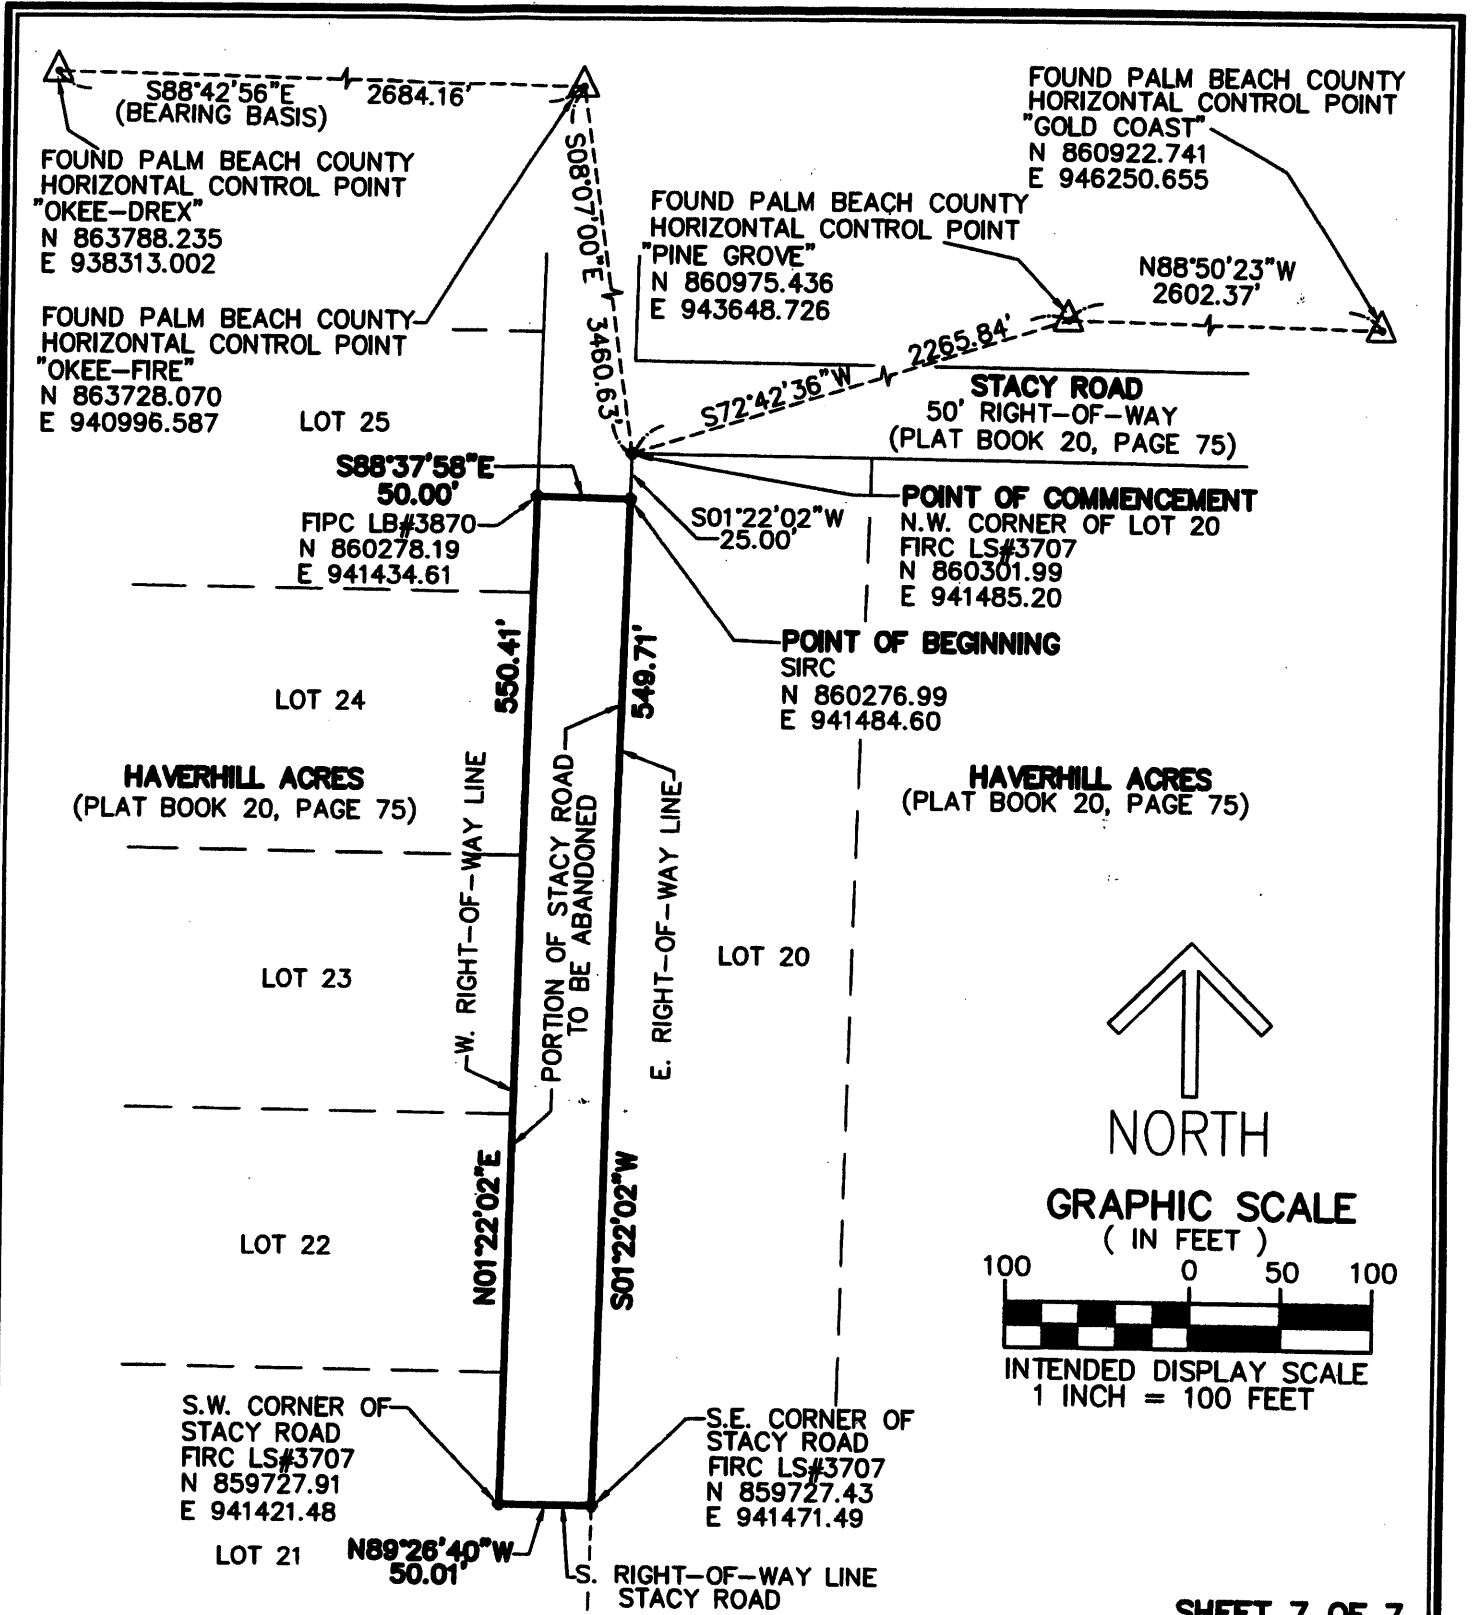 S88°42'56"E 2684.16'
(BEARING BASIS)
FOUND PALM BEACH COUNTY
HORIZONTAL CONTROL POINT
"OKEE-DREX"
N 863788.235
E 938313.002
FOUND PALM BEACH COUNTY
HORIZONTAL CONTROL POINT
"OKEE-FIRE"
N 863728.070
E 940996.587
S08°07'00"E 3460.63'
FOUND PALM BEACH COUNTY
HORIZONTAL CONTROL POINT
"PINE GROVE"
N 860975.436
E 943648.726
FOUND PALM BEACH COUNTY
HORIZONTAL CONTROL POINT
"GOLD COAST"
N 860922.741
E 946250.655
N88°50'23"W
2602.37'
S72°42'36"W 2265.84'
STACY ROAD
50' RIGHT-OF-WAY
(PLAT BOOK 20, PAGE 75)
LOT 25
S88°37'58"E
50.00'
FIPC LB#3870
N 860278.19
E 941434.61
S01°22'02"W
25.00'
POINT OF COMMENCEMENT
N.W. CORNER OF LOT 20
FIRC LS#3707
N 860301.99
E 941485.20
POINT OF BEGINNING
SIRC
N 860276.99
E 941484.60
550.41'
549.71'
LOT 24
HAVERHILL ACRES
(PLAT BOOK 20, PAGE 75)
HAVERHILL ACRES
(PLAT BOOK 20, PAGE 75)
W. RIGHT-OF-WAY LINE
PORTION OF STACY ROAD
TO BE ABANDONED
E. RIGHT-OF-WAY LINE
LOT 23
LOT 20
NORTH
N01°22'02"E
S01°22'02"W
LOT 22
GRAPHIC SCALE
( IN FEET )
100 0 50 100
INTENDED DISPLAY SCALE
1 INCH = 100 FEET
S.W. CORNER OF
STACY ROAD
FIRC LS#3707
N 859727.91
E 941421.48
S.E. CORNER OF
STACY ROAD
FIRC LS#3707
N 859727.43
E 941471.49
LOT 21
N89°26'40"W
50.01'
S. RIGHT-OF-WAY LINE
STACY ROAD
SHEET 7 OF 7